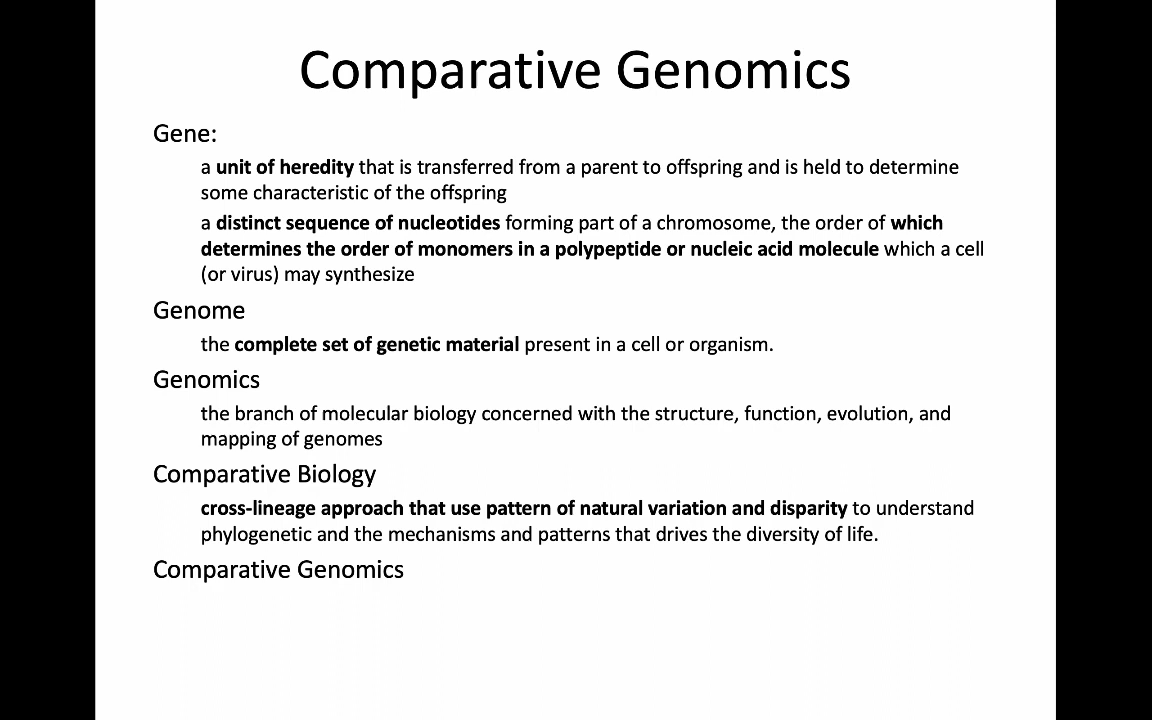 Comparative Genomics
Gene:
a unit of heredity that is transferred from a parent to offspring and is held to determine
some characteristic of the offspring
a distinct sequence of nucleotides forming part of a chromosome, the order of which
determines the order of monomers in a polypeptide or nucleic acid molecule which a cell
(or virus) may synthesize
Genome
the complete set of genetic material present in a cell or organism.
Genomics
the branch of molecular biology concerned with the structure, function, evolution, and
mapping of genomes
Comparative Biology
cross-lineage approach that use pattern of natural variation and disparity to understand
phylogenetic and the mechanisms and patterns that drives the diversity of life.
Comparative Genomics